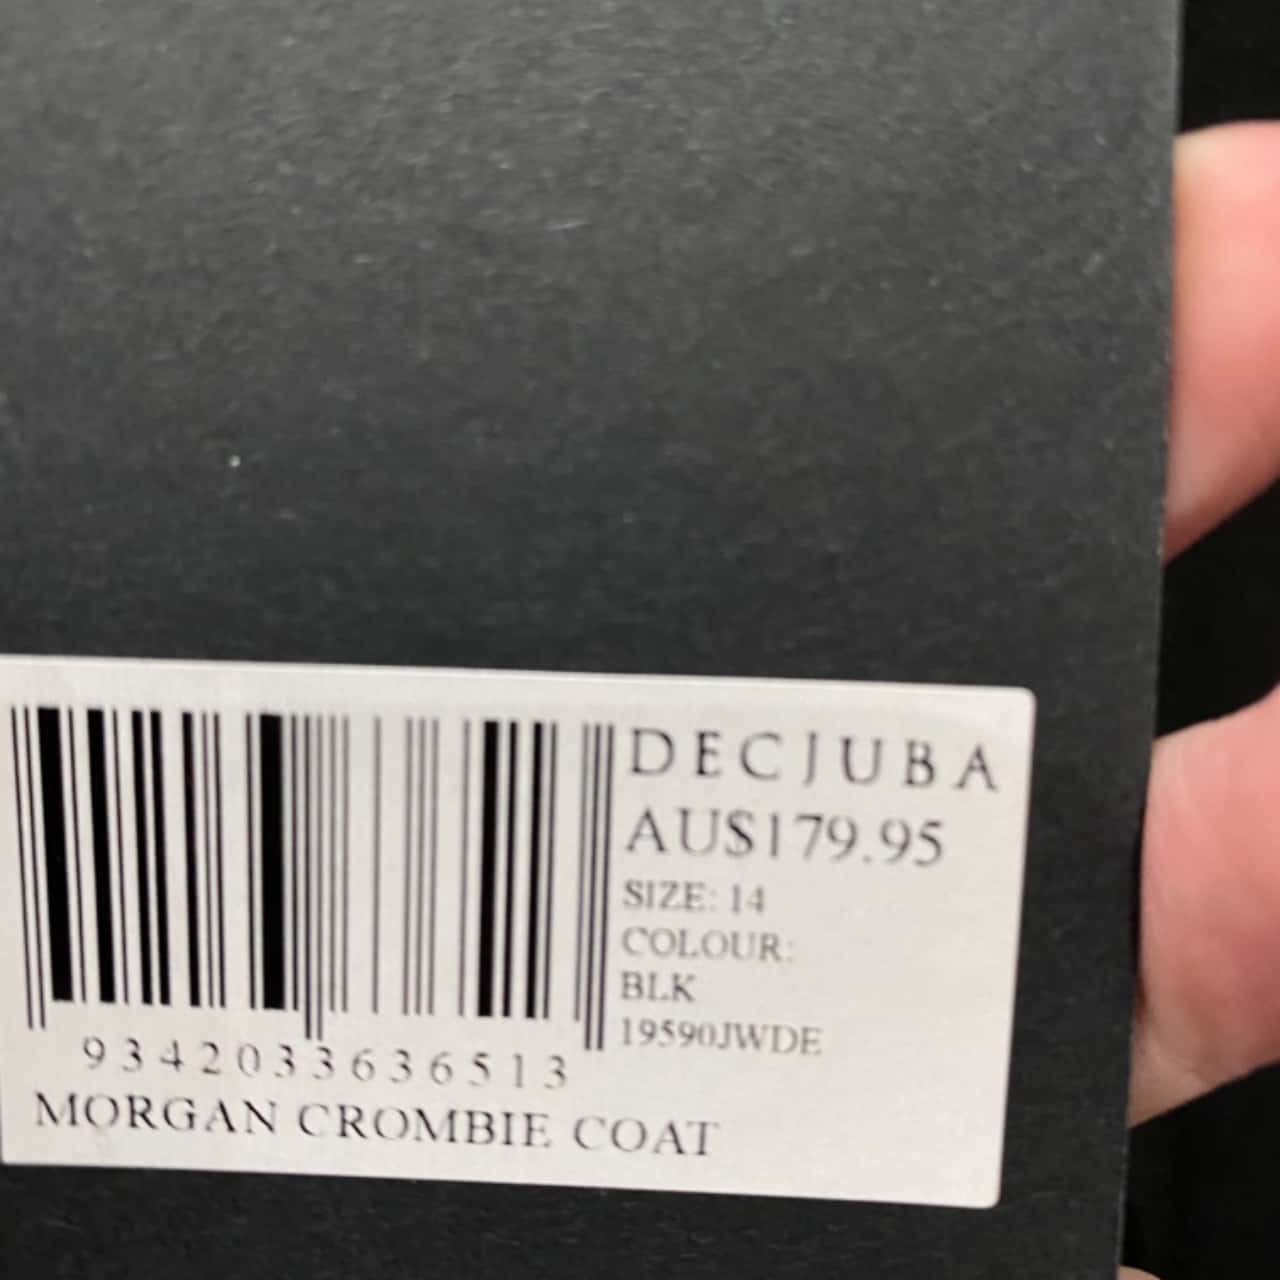 DECJUBA
AU$179.95
SIZE: 14
COLOUR:
BLK
19590JWDE
9342033636513
MORGAN CROMBIE COAT